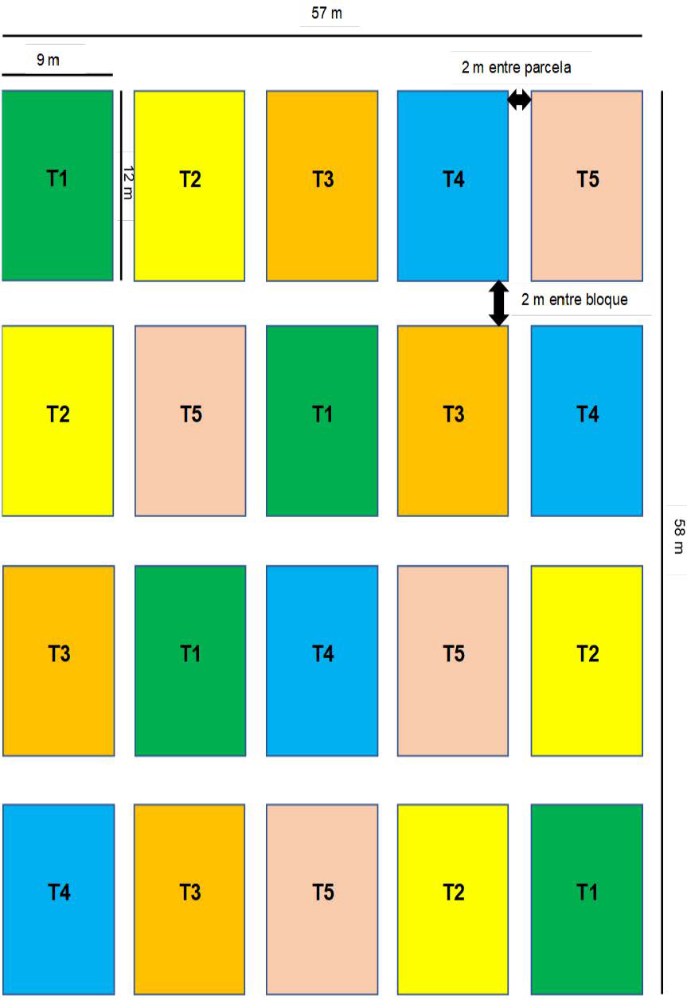 57 m
9 m
2 m entre parcela
T1
12 m
T2
T3
T4
T5
2 m entre bloque
T2
T5
T1
T3
T4
58 m
T3
T1
T4
T5
T2
T4
T3
T5
T2
T1